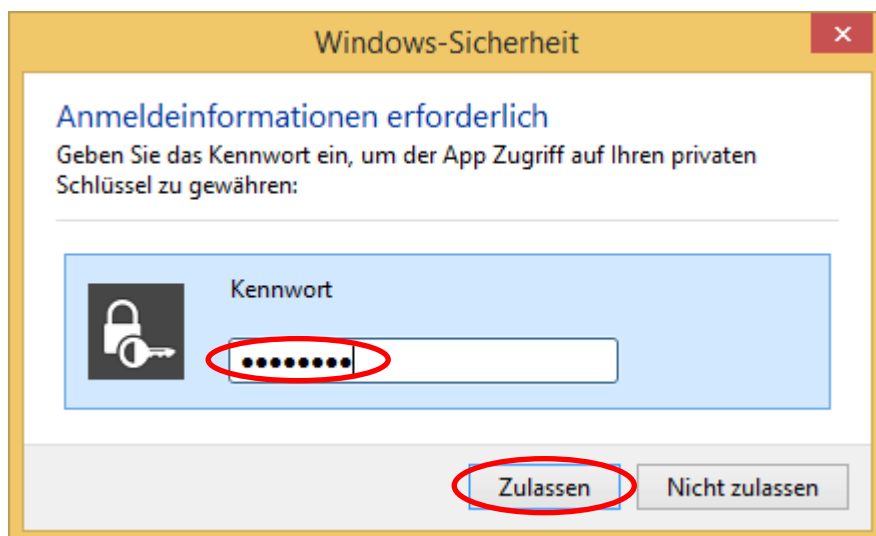 Windows-Sicherheit
Anmeldeinformationen erforderlich
Geben Sie das Kennwort ein, um der App Zugriff auf Ihren privaten
Schlüssel zu gewähren:
Kennwort
●●●●●●●●
Zulassen
Nicht zulassen